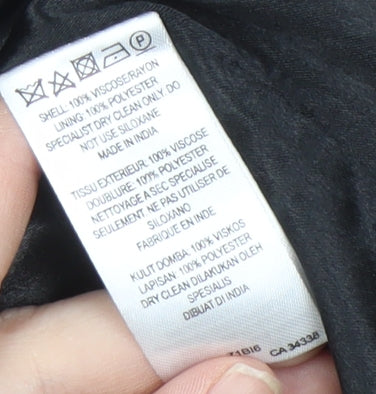 SHELL: 100% VISCOSE/RAYON
LINING: 100% POLYESTER
SPECIALIST DRY CLEAN ONLY DO
NOT USE SILOXANE
MADE IN INDIA
TISSU EXTERIEUR: 100% VISCOSE
DOUBLURE: 100% POLYESTER
NETTOYAGE A SEC SPECIALISE
SEULEMENT. NE PAS UTILISER DE
SILOXANO
FABRIQUE EN INDE
KULIT DOMBA: 100% VISKOS
LAPISAN: 100% POLYESTER
DRY CLEAN DILAKUKAN OLEH
SPESIALIS
DIBUAT DI INDIA
CA 34338